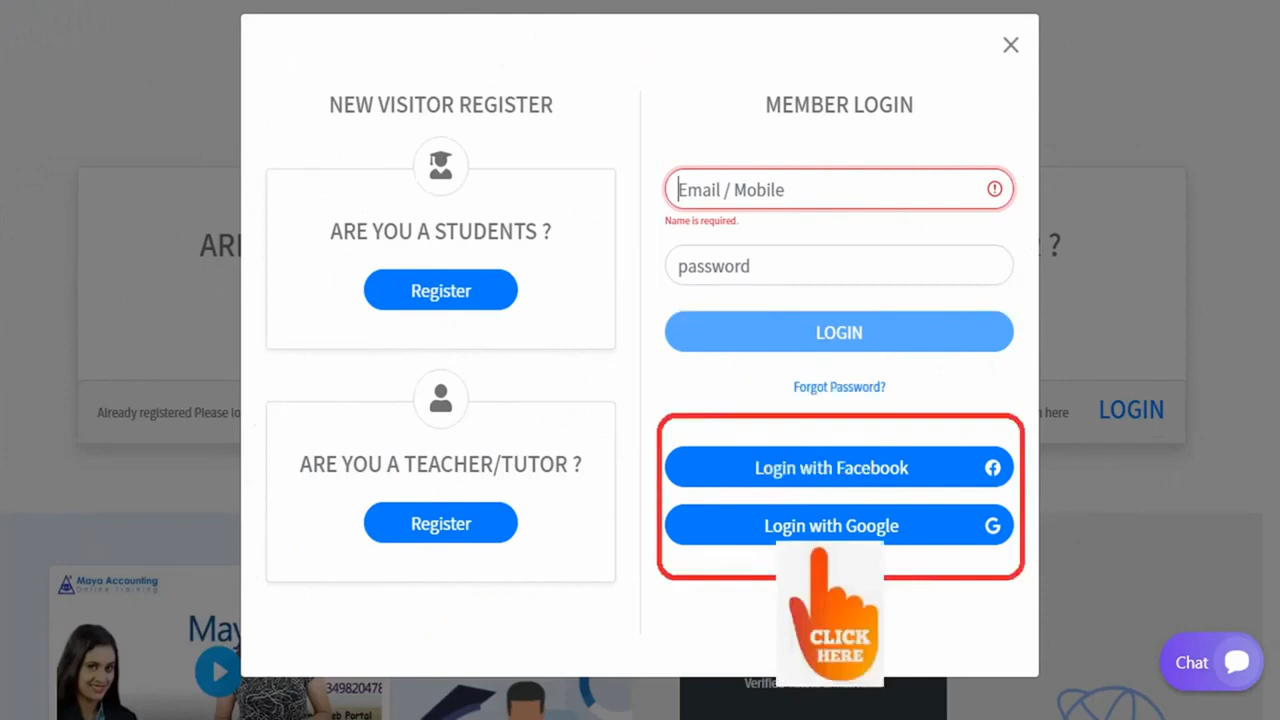 NEW VISITOR REGISTER
ARE YOU A STUDENTS ?
Register
ARE YOU A TEACHER/TUTOR ?
Register
MEMBER LOGIN
Email / Mobile
Name is required.
password
LOGIN
Forgot Password?
Login with Facebook
Login with Google
CLICK
HERE
Already registered Please
here
LOGIN
?
Maya Accounting
Online Training
349820478
Chat